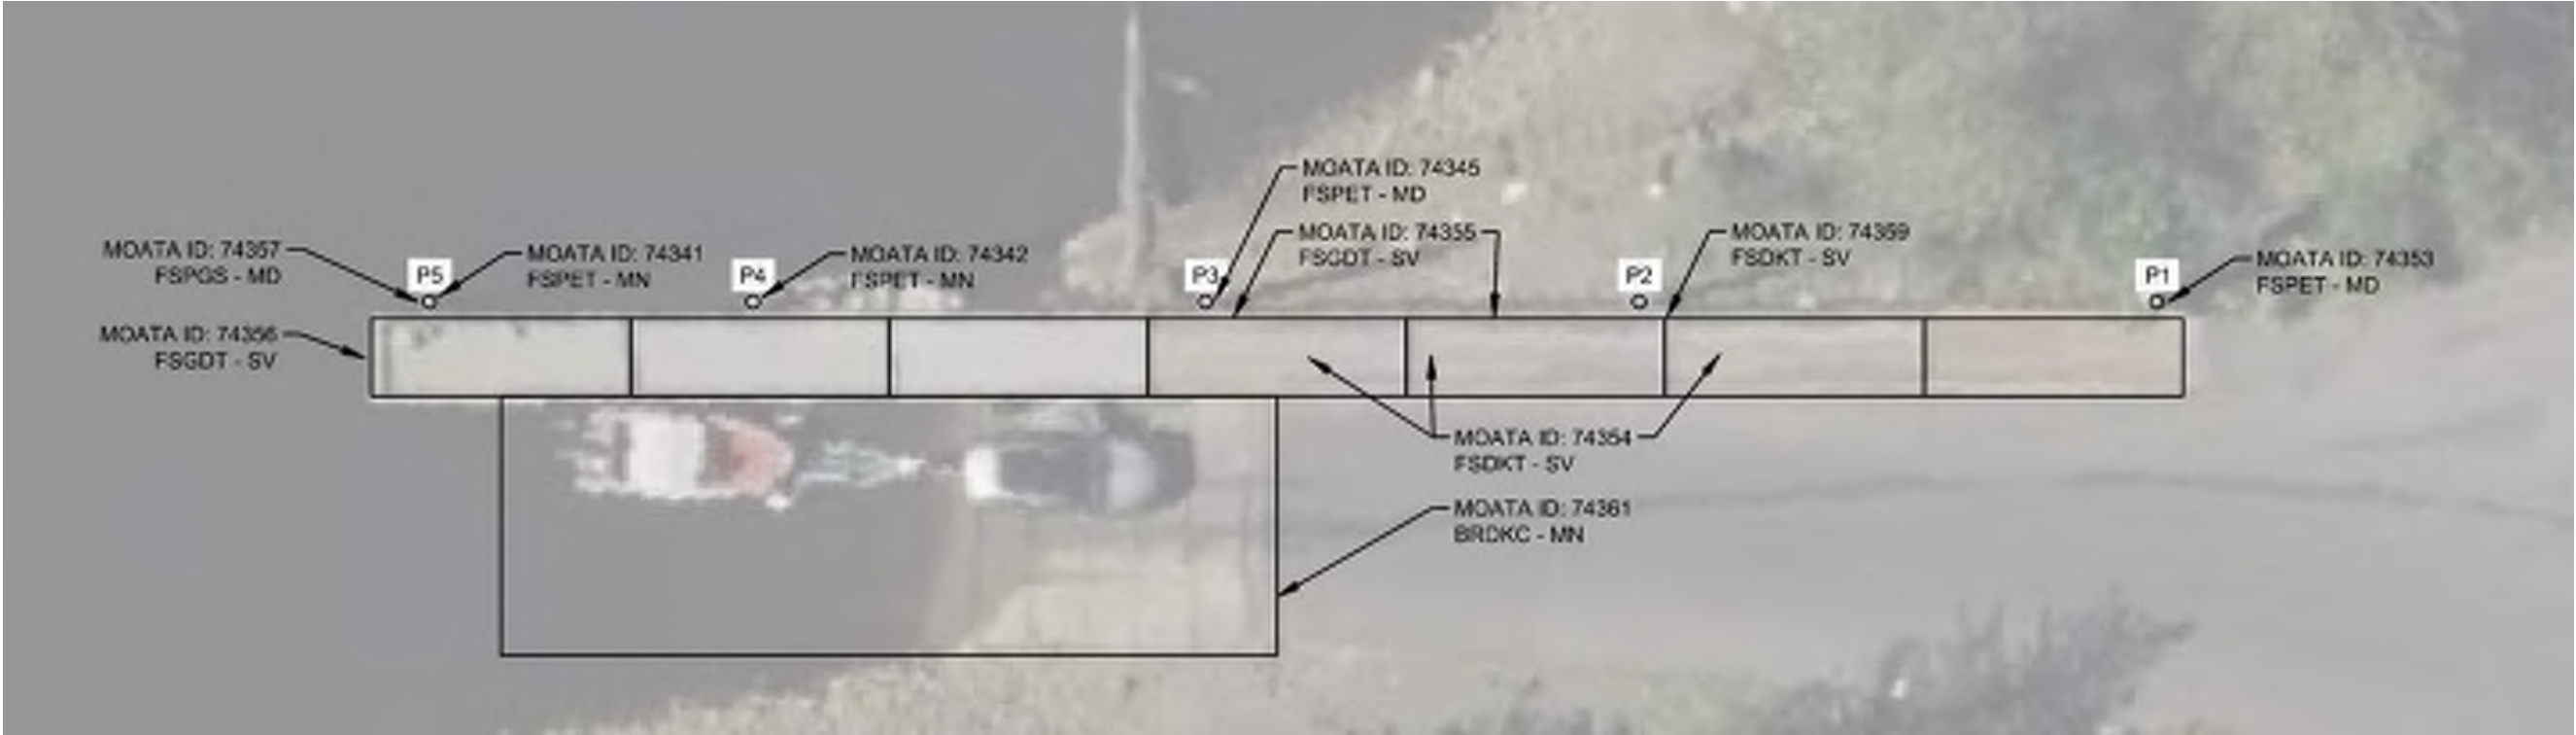 MOATA ID: 74345
FSPET - MD
MOATA ID: 74355
FSGDT - SV
MOATA ID: 74359
FSDKT - SV
MOATA ID: 74357
FSPGS - MD
P5
MOATA ID: 74341
FSPET - MN
P4
MOATA ID: 74342
FSPET - MN
P3
P2
P1
MOATA ID: 74353
FSPET - MD
MOATA ID: 74356
FSGDT - SV
MOATA ID: 74354
FSDKT - SV
MOATA ID: 74361
BRDKC - MN